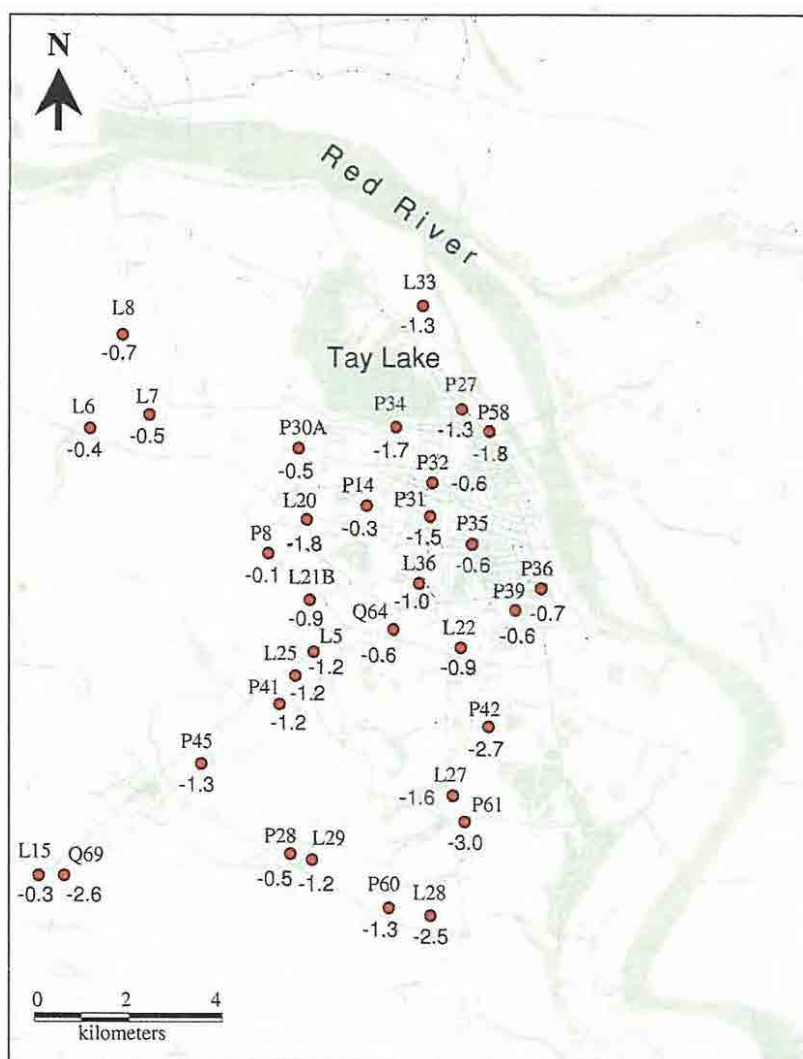 N
Red River
L33
-1.3
L8
-0.7
Tay Lake
P27
-1.3
P58
-1.8
L6
-0.4
L7
-0.5
P34
-1.7
P30A
-0.5
P32
-0.6
P14
-0.3
P31
-1.5
L20
-1.8
P35
-0.6
P8
-0.1
L36
-1.0
P36
-0.7
L21B
-0.9
P39
-0.6
Q64
-0.6
L22
-0.9
L5
-1.2
L25
-1.2
P41
-1.2
P42
-2.7
P45
-1.3
L27
-1.6
P61
-3.0
P28
-0.5
L29
-1.2
L15
-0.3
Q69
-2.6
P60
-1.3
L28
-2.5
0 2 4
kilometers